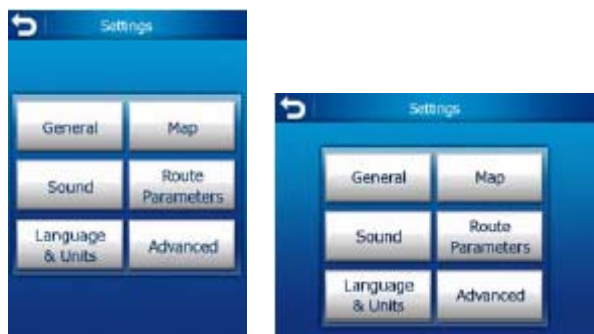 Settings
General
Map
Sound
Route
Parameters
Language
& Units
Advanced
Settings
General
Map
Sound
Route
Parameters
Language
& Units
Advanced